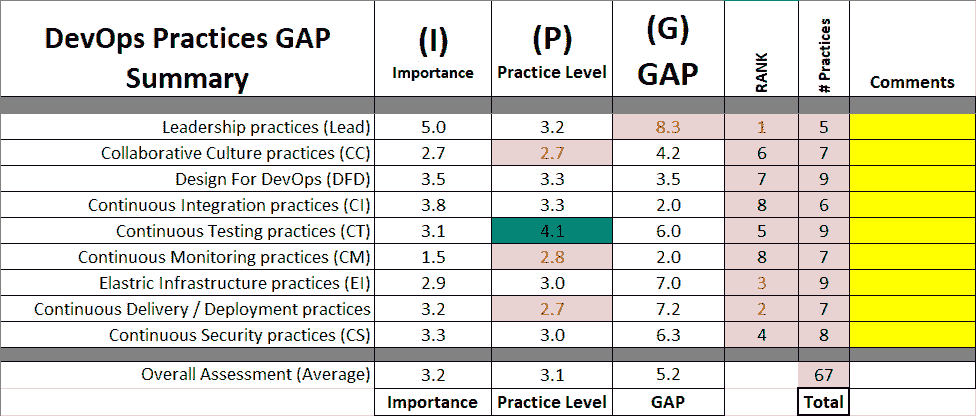 DevOps Practices GAP Summary (I) Importance (P) Practice Level (G) GAP RANK # Practices Comments
Leadership practices (Lead) 5.0 3.2 8.3 1 5
Collaborative Culture practices (CC) 2.7 2.7 4.2 6 7
Design For DevOps (DFD) 3.5 3.3 3.5 7 9
Continuous Integration practices (CI) 3.8 3.3 2.0 8 6
Continuous Testing practices (CT) 3.1 4.1 6.0 5 9
Continuous Monitoring practices (CM) 1.5 2.8 2.0 8 7
Elastric Infrastructure practices (EI) 2.9 3.0 7.0 3 9
Continuous Delivery / Deployment practices 3.2 2.7 7.2 2 7
Continuous Security practices (CS) 3.3 3.0 6.3 4 8
Overall Assessment (Average) 3.2 3.1 5.2 67
Importance Practice Level GAP Total